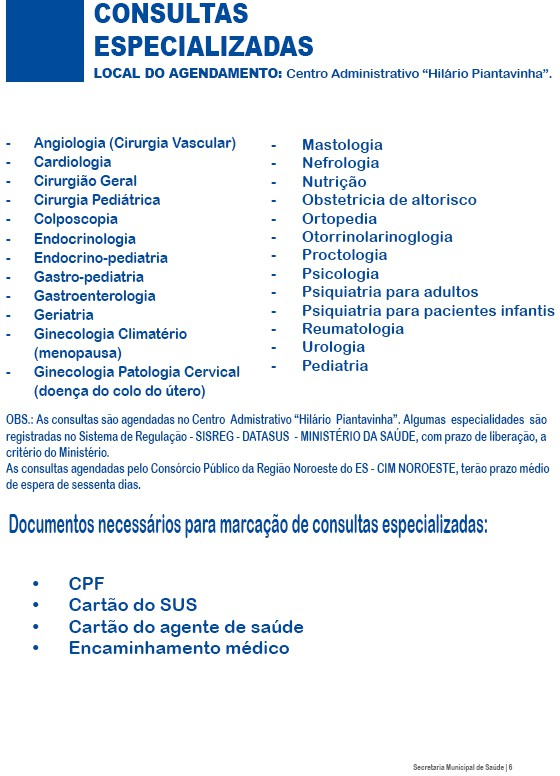 CONSULTAS
ESPECIALIZADAS
LOCAL DO AGENDAMENTO: Centro Administrativo “Hilário Piantavinha”.
- Angiologia (Cirurgia Vascular)
- Cardiologia
- Cirurgião Geral
- Cirurgia Pediátrica
- Colposcopia
- Endocrinologia
- Endocrino-pediatria
- Gastro-pediatria
- Gastroenterologia
- Geriatria
- Ginecologia Climatério
(menopausa)
- Ginecologia Patologia Cervical
(doença do colo do útero)
- Mastologia
- Nefrologia
- Nutrição
- Obstetricia de altorisco
- Ortopedia
- Otorrinolarinoglogia
- Proctologia
- Psicologia
- Psiquiatria para adultos
- Psiquiatria para pacientes infantis
- Reumatologia
- Urologia
- Pediatria
OBS.: As consultas são agendadas no Centro Admistrativo “Hilário Piantavinha”. Algumas especialidades são
registradas no Sistema de Regulação - SISREG - DATASUS - MINISTÉRIO DA SAÚDE, com prazo de liberação, a
critério do Ministério.
As consultas agendadas pelo Consórcio Público da Região Noroeste do ES - CIM NOROESTE, terão prazo médio
de espera de sessenta dias.
Documentos necessários para marcação de consultas especializadas:
• CPF
• Cartão do SUS
• Cartão do agente de saúde
• Encaminhamento médico
Secretaria Municipal de Saúde | 6